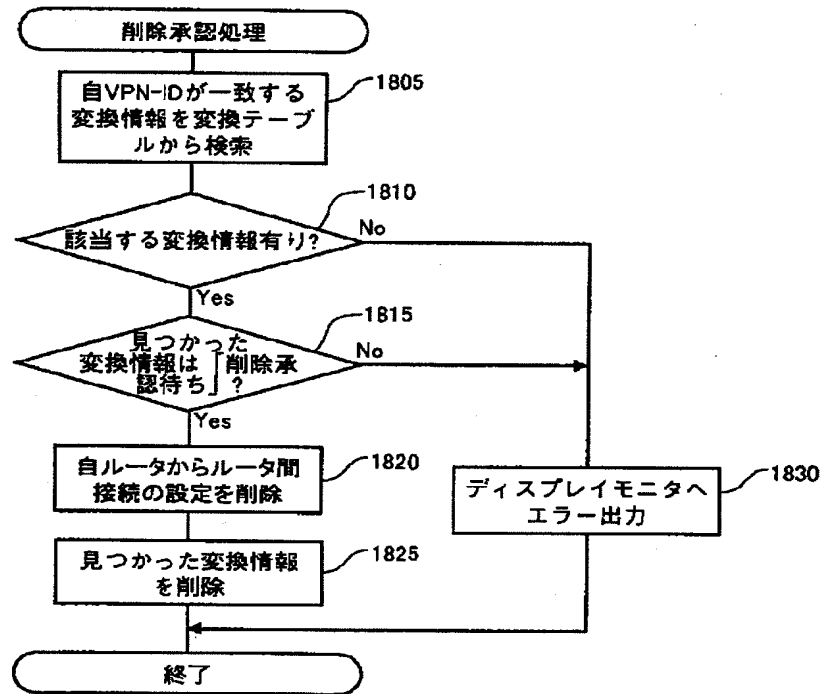 削除承認処理
自VPN-IDが一致する
変換情報を変換テーブ
ルから検索
1805
該当する変換情報有り?
1810
No
Yes
見つかった
変換情報は「削除承
認待ち」?
1815
No
Yes
自ルータからルータ間
接続の設定を削除
1820
ディスプレイモニタへ
エラー出力
1830
見つかった変換情報
を削除
1825
終了